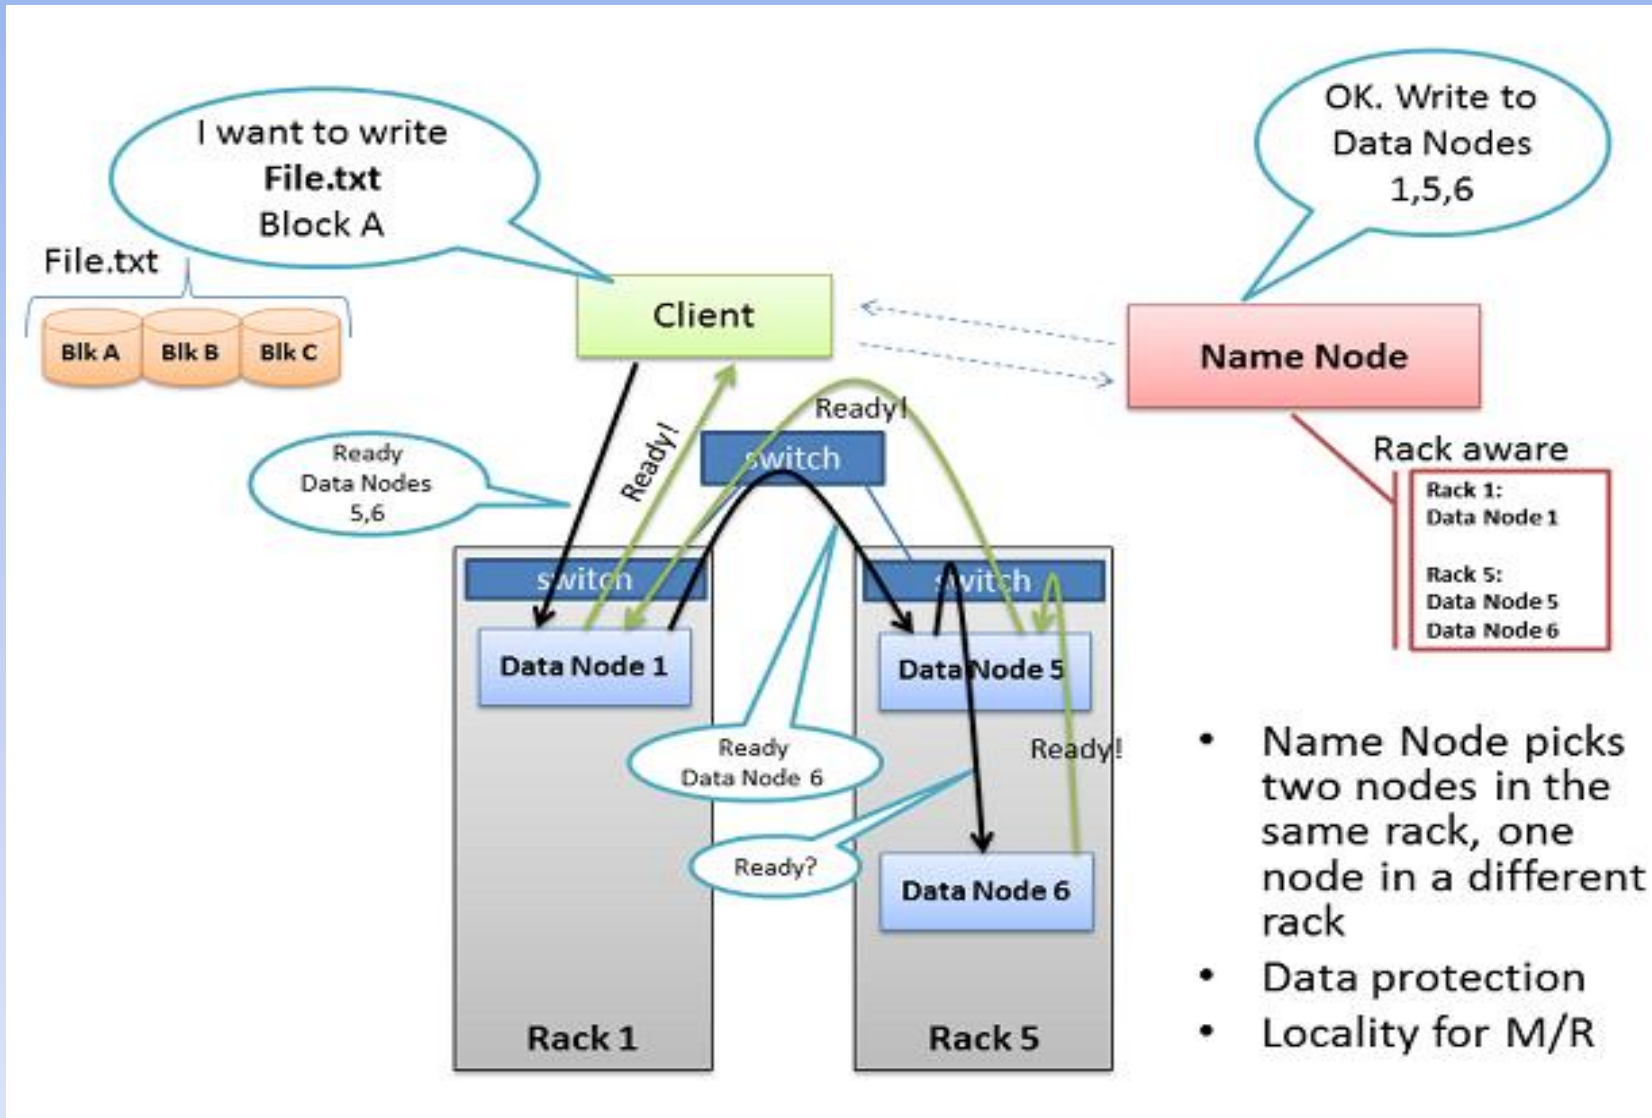 I want to write
File.txt
Block A
OK. Write to
Data Nodes
1,5,6
File.txt
Blk A
Blk B
Blk C
Client
Name Node
Ready!
Ready!
switch
Rack aware
Rack 1:
Data Node 1
Rack 5:
Data Node 5
Data Node 6
Ready
Data Nodes
5,6
switch
switch
Data Node 1
Data Node 5
Ready
Data Node 6
Ready!
Ready?
Data Node 6
Rack 1
Rack 5
• Name Node picks
two nodes in the
same rack, one
node in a different
rack
• Data protection
• Locality for M/R